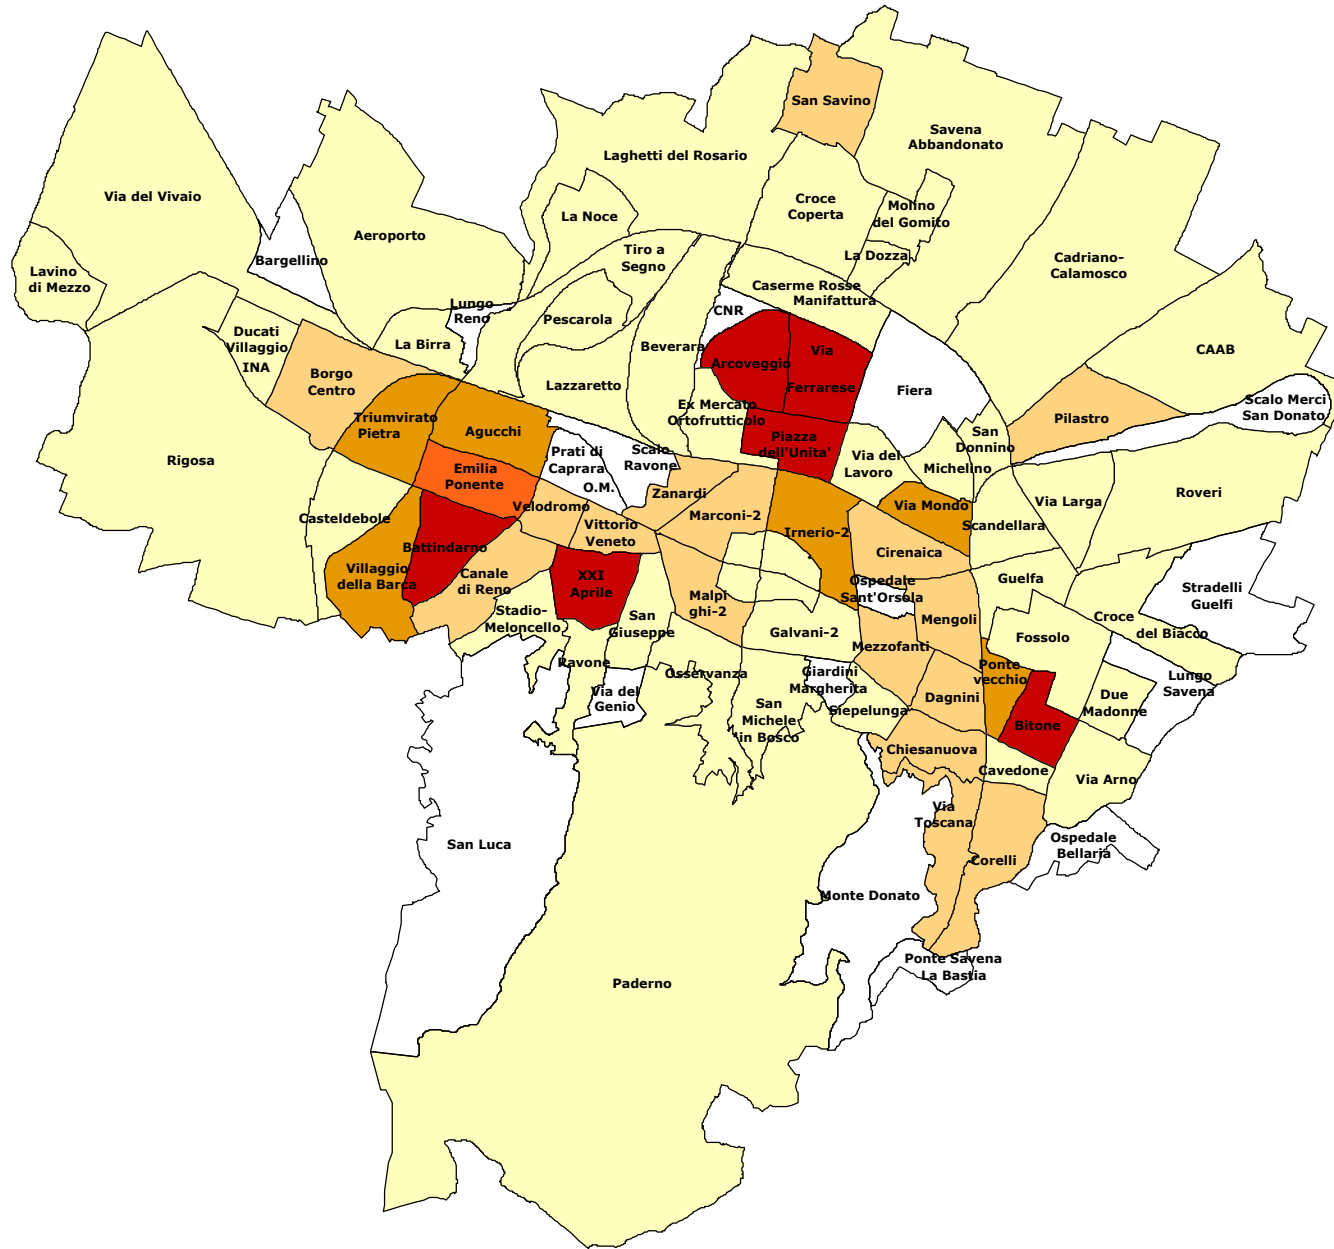 San Savino
Savena
Abbandonato
Laghetti del Rosario
Via del Vivaio
Croce
Coperta
Molino
del Gomito
La Noce
Aeroporto
Tiro a
Segno
La Dozza
Bargellino
Cadriano-
Calamosco
Lavino
di Mezzo
Caserme Rosse
Manifattura
Lungo
Reno
CNR
Pescarola
Ducati
Villaggio
INA
La Birra
Beverara
Via
Ferrarese
CAAB
Arcoveggio
Borgo
Centro
Lazzaretto
Fiera
Scalo Merci
San Donato
Ex Mercato
Ortofrutticolo
Triumvirato
Pietra
Pilastro
Agucchi
San
Donnino
Piazza
dell'Unita'
Prati di
Caprara
O.M.
Scalo
Ravone
Via del
Lavoro
Michelino
Rigosa
Emilia
Ponente
Zanardi
Roveri
Via Larga
Velodromo
Via Mondo
Casteldebole
Marconi-2
Vittorio
Veneto
Irnerio-2
Scandellara
Battindarno
Cirenaica
Villaggio
della Barca
Canale
di Reno
XXI
Aprile
Ospedale
Sant'Orsola
Guelfa
Stradelli
Guelfi
Malpi
ghi-2
Stadio-
Meloncello
San
Giuseppe
Galvani-2
Mengoli
Fossolo
Croce
del Biacco
Mezzofanti
Ravone
Osservanza
Giardini
Margherita
Ponte
vecchio
Lungo
Savena
Via del
Genio
San
Michele
in Bosco
Siepelunga
Dagnini
Due
Madonne
Bitone
Chiesanuova
Cavedone
Via Arno
Via
Toscana
San Luca
Ospedale
Bellaria
Corelli
Monte Donato
Ponte Savena
La Bastia
Paderno